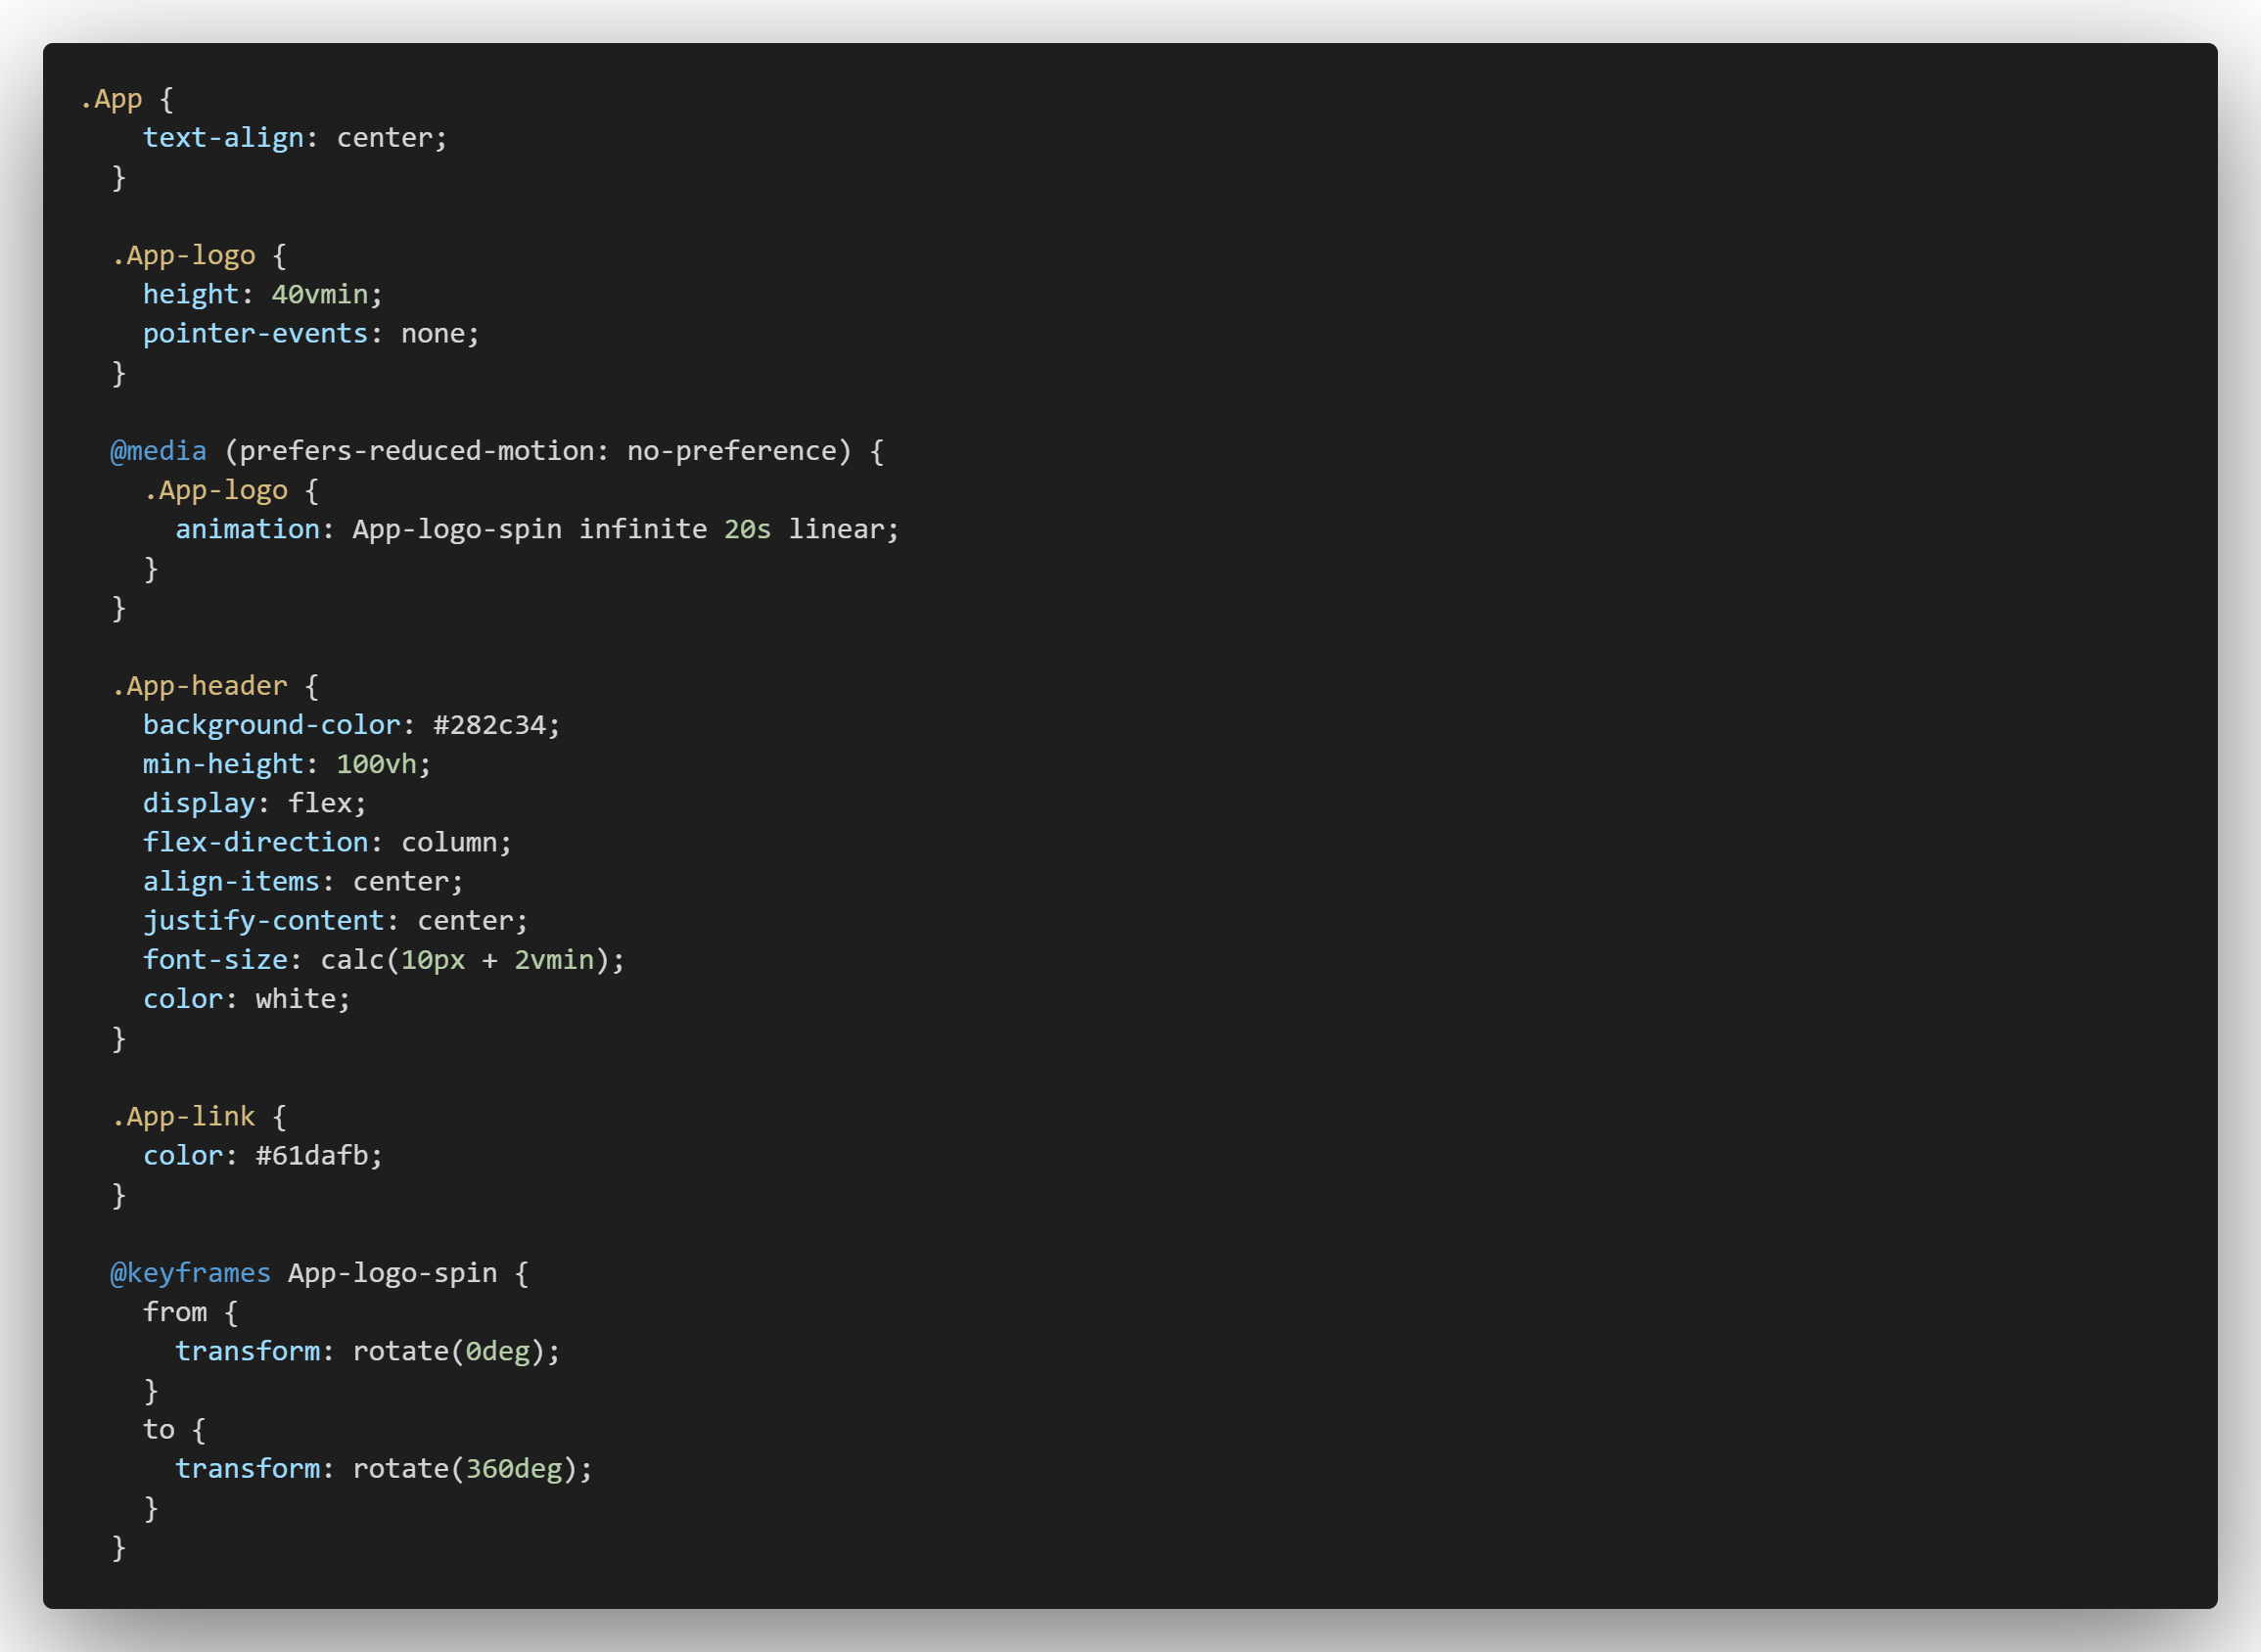 .App {
    text-align: center;
  }

  .App-logo {
    height: 40vmin;
    pointer-events: none;
  }

  @media (prefers-reduced-motion: no-preference) {
    .App-logo {
      animation: App-logo-spin infinite 20s linear;
    }
  }

  .App-header {
    background-color: #282c34;
    min-height: 100vh;
    display: flex;
    flex-direction: column;
    align-items: center;
    justify-content: center;
    font-size: calc(10px + 2vmin);
    color: white;
  }

  .App-link {
    color: #61dafb;
  }

  @keyframes App-logo-spin {
    from {
      transform: rotate(0deg);
    }
    to {
      transform: rotate(360deg);
    }
  }